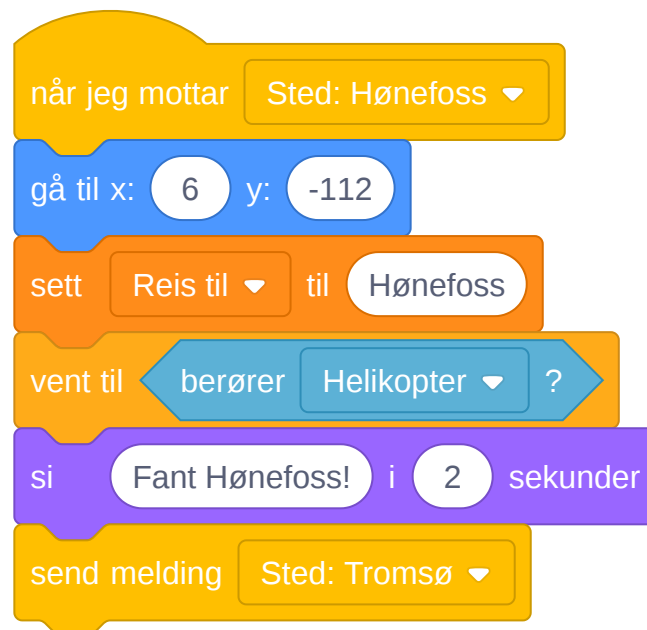 når jeg mottar Sted: Hønefoss
gå til x: 6 y: -112
sett Reis til til Hønefoss
vent til berører Helikopter ?
si Fant Hønefoss! i 2 sekunder
send melding Sted: Tromsø